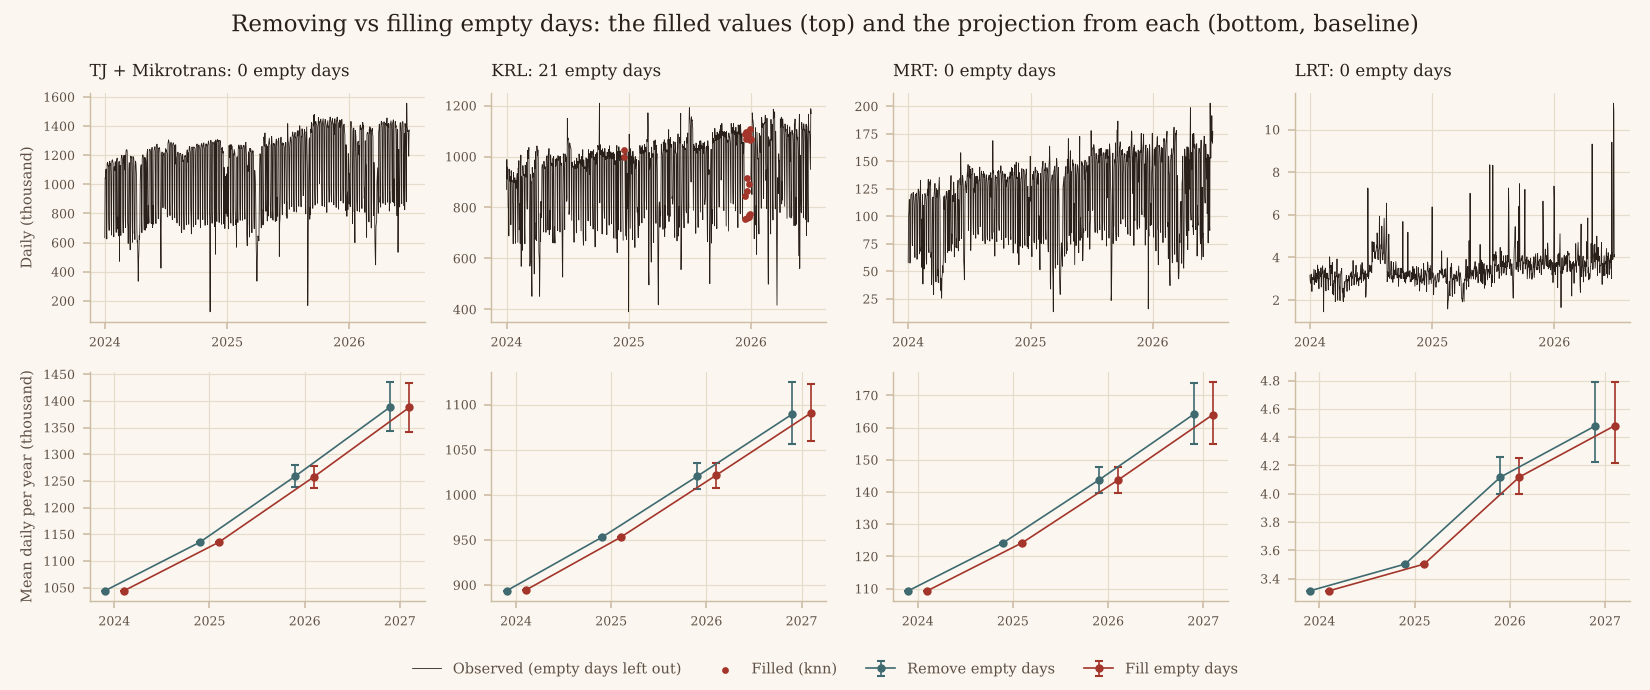 Removing vs filling empty days: the filled values (top) and the projection from each (bottom, baseline)
TJ + Mikrotrans: 0 empty days
KRL: 21 empty days
MRT: 0 empty days
LRT: 0 empty days
Daily (thousand)
1600
1400
1200
1000
800
600
400
200
2024 2025 2026
1200
1000
800
600
400
2024 2025 2026
200
175
150
125
100
75
50
25
2024 2025 2026
10
8
6
4
2
2024 2025 2026
Mean daily per year (thousand)
1450
1400
1350
1300
1250
1200
1150
1100
1050
2024 2025 2026 2027
1100
1050
1000
950
900
2024 2025 2026 2027
170
160
150
140
130
120
110
2024 2025 2026 2027
4.8
4.6
4.4
4.2
4.0
3.8
3.6
3.4
2024 2025 2026 2027
Observed (empty days left out)
Filled (knn)
Remove empty days
Fill empty days